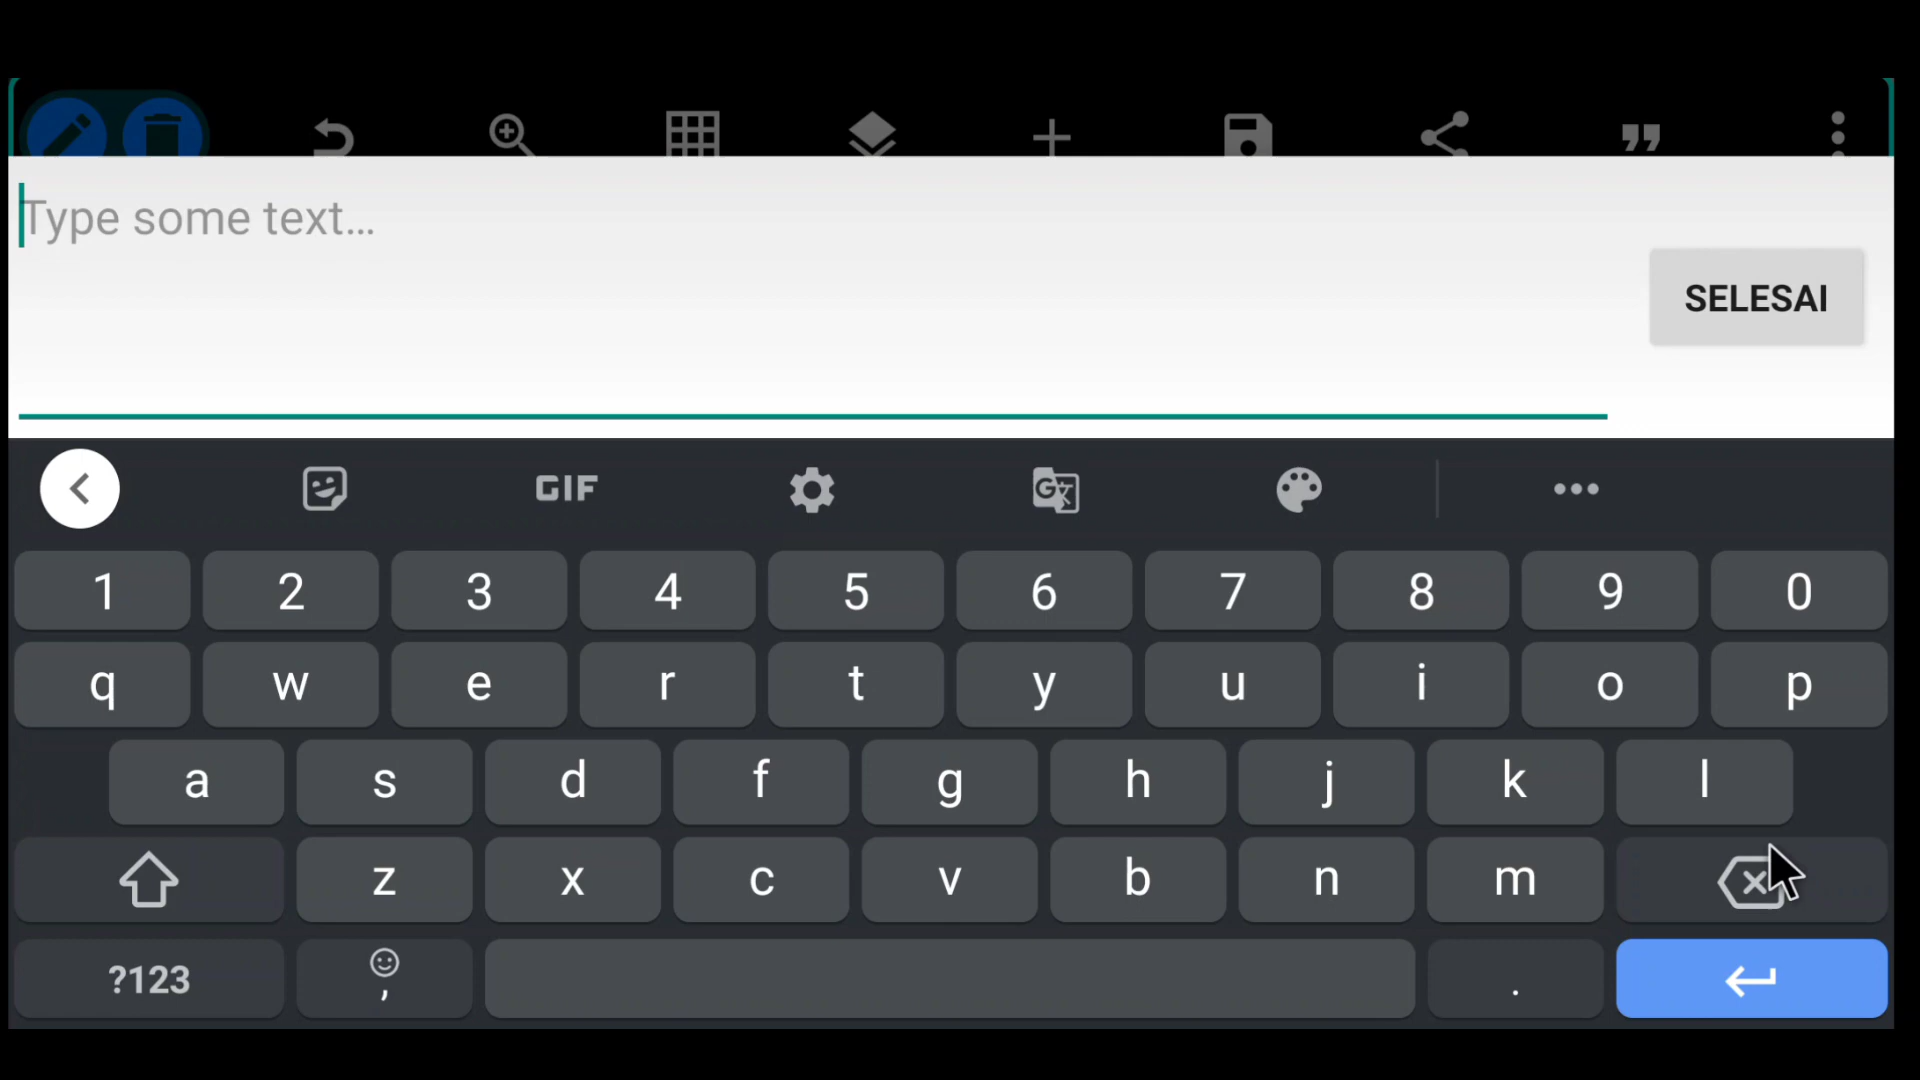 Type some text...
SELESAI
GIF
G
1 2 3 4 5 6 7 8 9 0
q w e r t y u i o p
a s d f g h j k l
z x c v b n m
?123 , .